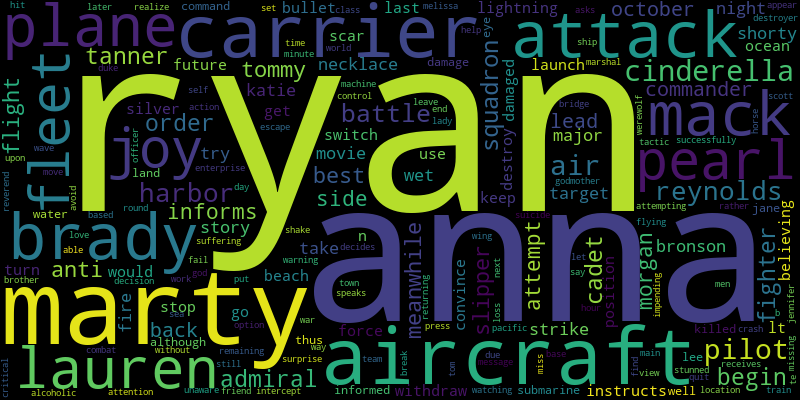 ryan
anna
marty
aircraft
carrier
attack
plane
fleet
brady
lauren
mack
pearl
joy
cinderella
reynolds
admiral
harbor
battle
tanner
tommy
necklace
informs
order
squadron
commander
october
night
shorty
ocean
lightning
bullet
last
scar
future
katie
silver
get
switch
movie
best
side
use
wet
keep
destroy
damaged
launch
major
lead
air
target
try
story
take
beach
anti
would
turn
water
flight
fire
back
stop
go
although
thus
force
informed
withdraw
submarine
instructs
well
pilot
begin
strike
lt
lee
killed
crash
fighter
believing
morgan
bronson
cadet
position
attempt
slipper
convince
meanwhile
n
command
later
realize
hit
set
class
melissa
asks
appear
destroyer
help
eye
ship
marshal
time
minute
world
duke
self
action
machine
control
damage
leave
end
lady
escape
enterprise
officer
land
day
bridge
scott
horse
werewolf
tactic
successfully
godmother
attempting
rather
jane
flying
upon
wave
move
avoid
reverend
based
round
love
able
suffering
shake
warning
decides
fail
god
work
put
decision
brother
town
speaks
sea
war
option
way
surprise
remaining
combat
without
still
team
break
tom
due
message
miss
base
view
stunned
quit
receives
location
find
main
missing
jennifer
te
b
men
impending
hour
let
say
next
loss
wing
suicide
returning
press
pacific
watching
unaware
friend
intercept
attention
alcoholic
critical